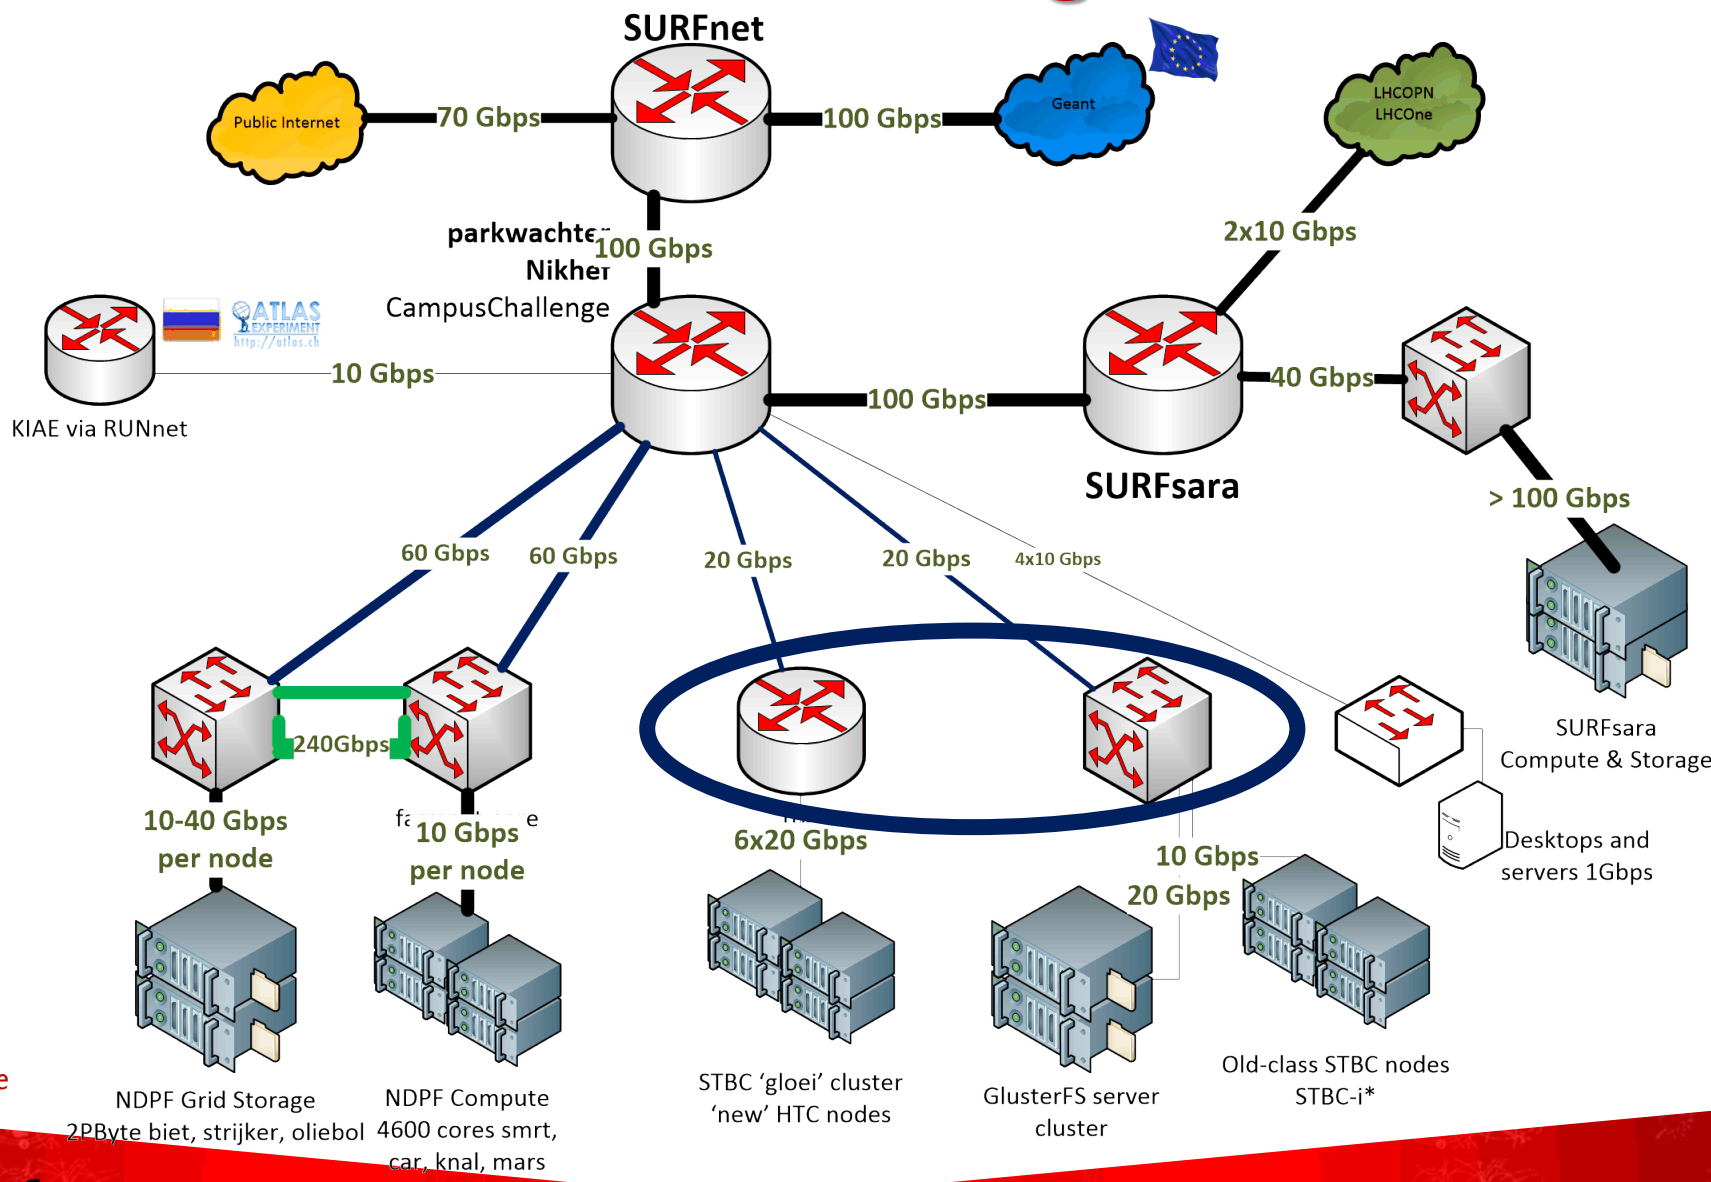 SURFnet
Public Internet
70 Gbps
100 Gbps
Geant
LHCOPN
LHCOne
parkwachter
100 Gbps
Nikhef
CampusChallenge
2x10 Gbps
ATLAS
EXPERIMENT
http://atlas.ch
10 Gbps
KIAE via RUNnet
100 Gbps
40 Gbps
SURFsara
> 100 Gbps
60 Gbps
60 Gbps
20 Gbps
20 Gbps
4x10 Gbps
SURFsara
Compute & Storage
240Gbps
10-40 Gbps
per node
10 Gbps
per node
6x20 Gbps
10 Gbps
20 Gbps
Desktops and
servers 1Gbps
NDPF Grid Storage
2PByte biet, strijker, oliebol
NDPF Compute
4600 cores smrt,
car, knal, mars
STBC ‘gloei’ cluster
‘new’ HTC nodes
GlusterFS server
cluster
Old-class STBC nodes
STBC-i*